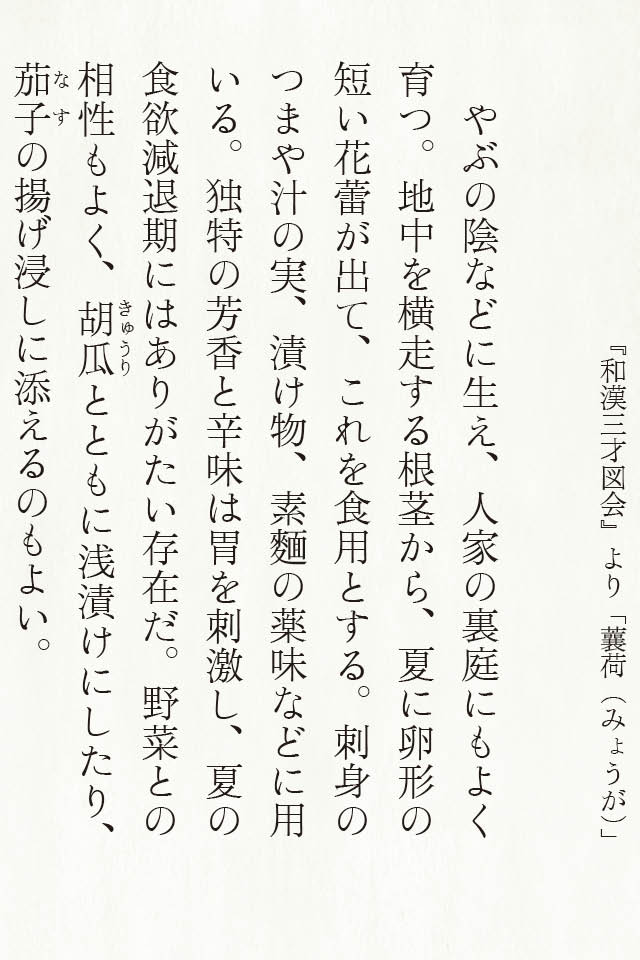 『和漢三才図会』より「蘘荷（みょうが）」
やぶの陰などに生え、人家の裏庭にもよく
育つ。地中を横走する根茎から、夏に卵形の
短い花蕾が出て、これを食用とする。刺身の
つまや汁の実、漬け物、素麺の薬味などに用
いる。独特の芳香と辛味は胃を刺激し、夏の
食欲減退期にはありがたい存在だ。野菜との
相性もよく、胡瓜とともに浅漬けにしたり、
きゅうり
茄子の揚げ浸しに添えるのもよい。
なす